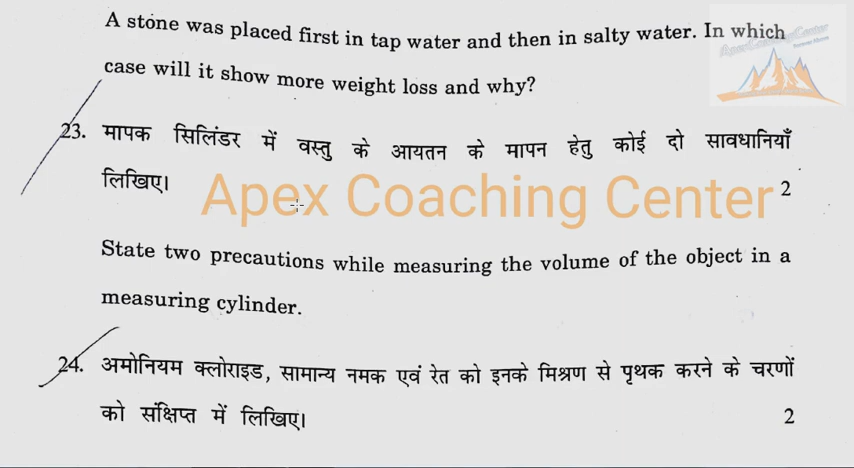 A stone was placed first in tap water and then in salty water. In which
case will it show more weight loss and why?
23. मापक सिलिंडर में वस्तु के आयतन के मापन हेतु कोई दो सावधानियाँ
लिखिए। 2
Apex Coaching Center
State two precautions while measuring the volume of the object in a
measuring cylinder.
24. अमोनियम क्लोराइड, सामान्य नमक एवं रेत को इनके मिश्रण से पृथक करने के चरणों
को संक्षिप्त में लिखिए। 2